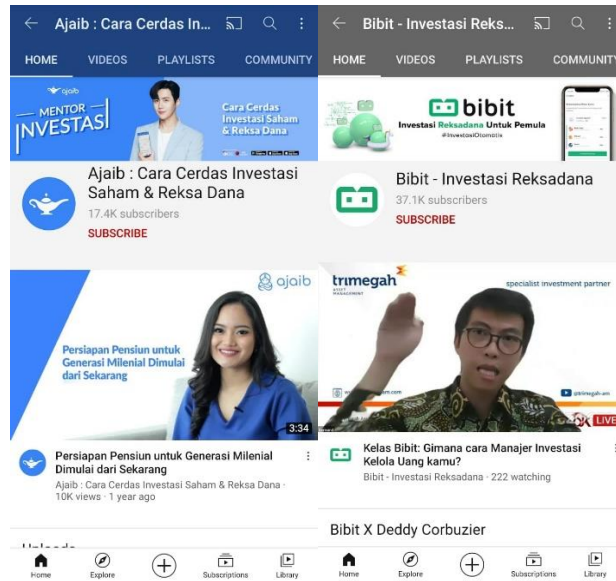 Ajaib : Cara Cerdas In...
HOME VIDEOS PLAYLISTS COMMUNITY
ajaib
MENTOR
INVESTASI
Cara Cerdas
Investasi Saham
& Reksa Dana
Ajaib : Cara Cerdas Investasi
Saham & Reksa Dana
17.4K subscribers
SUBSCRIBE
ajaib
Persiapan Pensiun untuk
Generasi Milenial Dimulai
dari Sekarang
3:34
Persiapan Pensiun untuk Generasi Milenial
Dimulai dari Sekarang
Ajaib : Cara Cerdas Investasi Saham & Reksa Dana ·
10K views · 1 year ago
Uploads
Home Explore Subscriptions Library
Bibit - Investasi Reks...
HOME VIDEOS PLAYLISTS COMMUNITY
bibit
Investasi Reksadana Untuk Pemula
#InvestasiOtomatis
Bibit - Investasi Reksadana
37.1K subscribers
SUBSCRIBE
trimegah
ASSET
MANAGEMENT
specialist investment partner
@trimegah-am
LIVE
Kelas Bibit: Gimana cara Manajer Investasi
Kelola Uang kamu?
Bibit - Investasi Reksadana · 222 watching
Bibit X Deddy Corbuzier
Home Explore Subscriptions Library